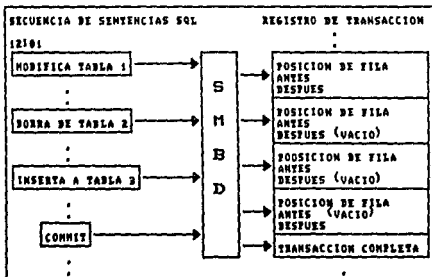 SECUENCIA DE SENTENCIAS SQL
REGISTRO DE TRANSACCION
12:01
MODIFICA TABLA 1
BORRA DE TABLA 2
INSERTA A TABLA 3
COMMIT
S
M
B
D
POSICION DE FILA
ANTES
DESPUES
POSICION DE FILA
ANTES
DESPUES (VACIO)
POOSICION DE FILA
ANTES
DESPUES (VACIO)
POSICION DE FILA
ANTES (VACIO)
DESPUES
TRANSACCION COMPLETA